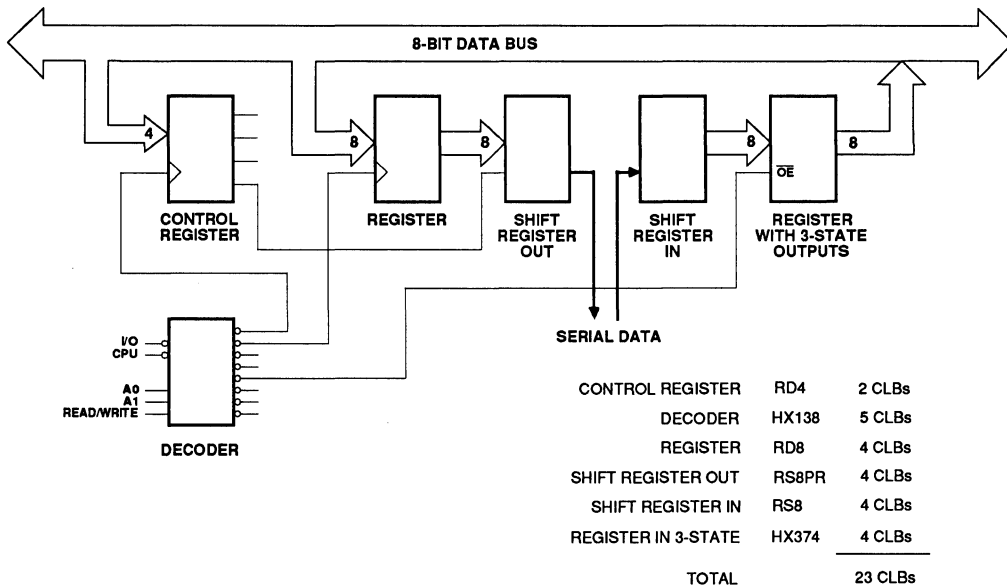 8-BIT DATA BUS
4
8
8
8
8
OE
CONTROL
REGISTER
REGISTER
SHIFT
REGISTER
OUT
SHIFT
REGISTER
IN
REGISTER
WITH 3-STATE
OUTPUTS
SERIAL DATA
I/O
CPU
A0
A1
READ/WRITE
DECODER
CONTROL REGISTER RD4 2 CLBs
DECODER HX138 5 CLBs
REGISTER RD8 4 CLBs
SHIFT REGISTER OUT RS8PR 4 CLBs
SHIFT REGISTER IN RS8 4 CLBs
REGISTER IN 3-STATE HX374 4 CLBs
TOTAL 23 CLBs